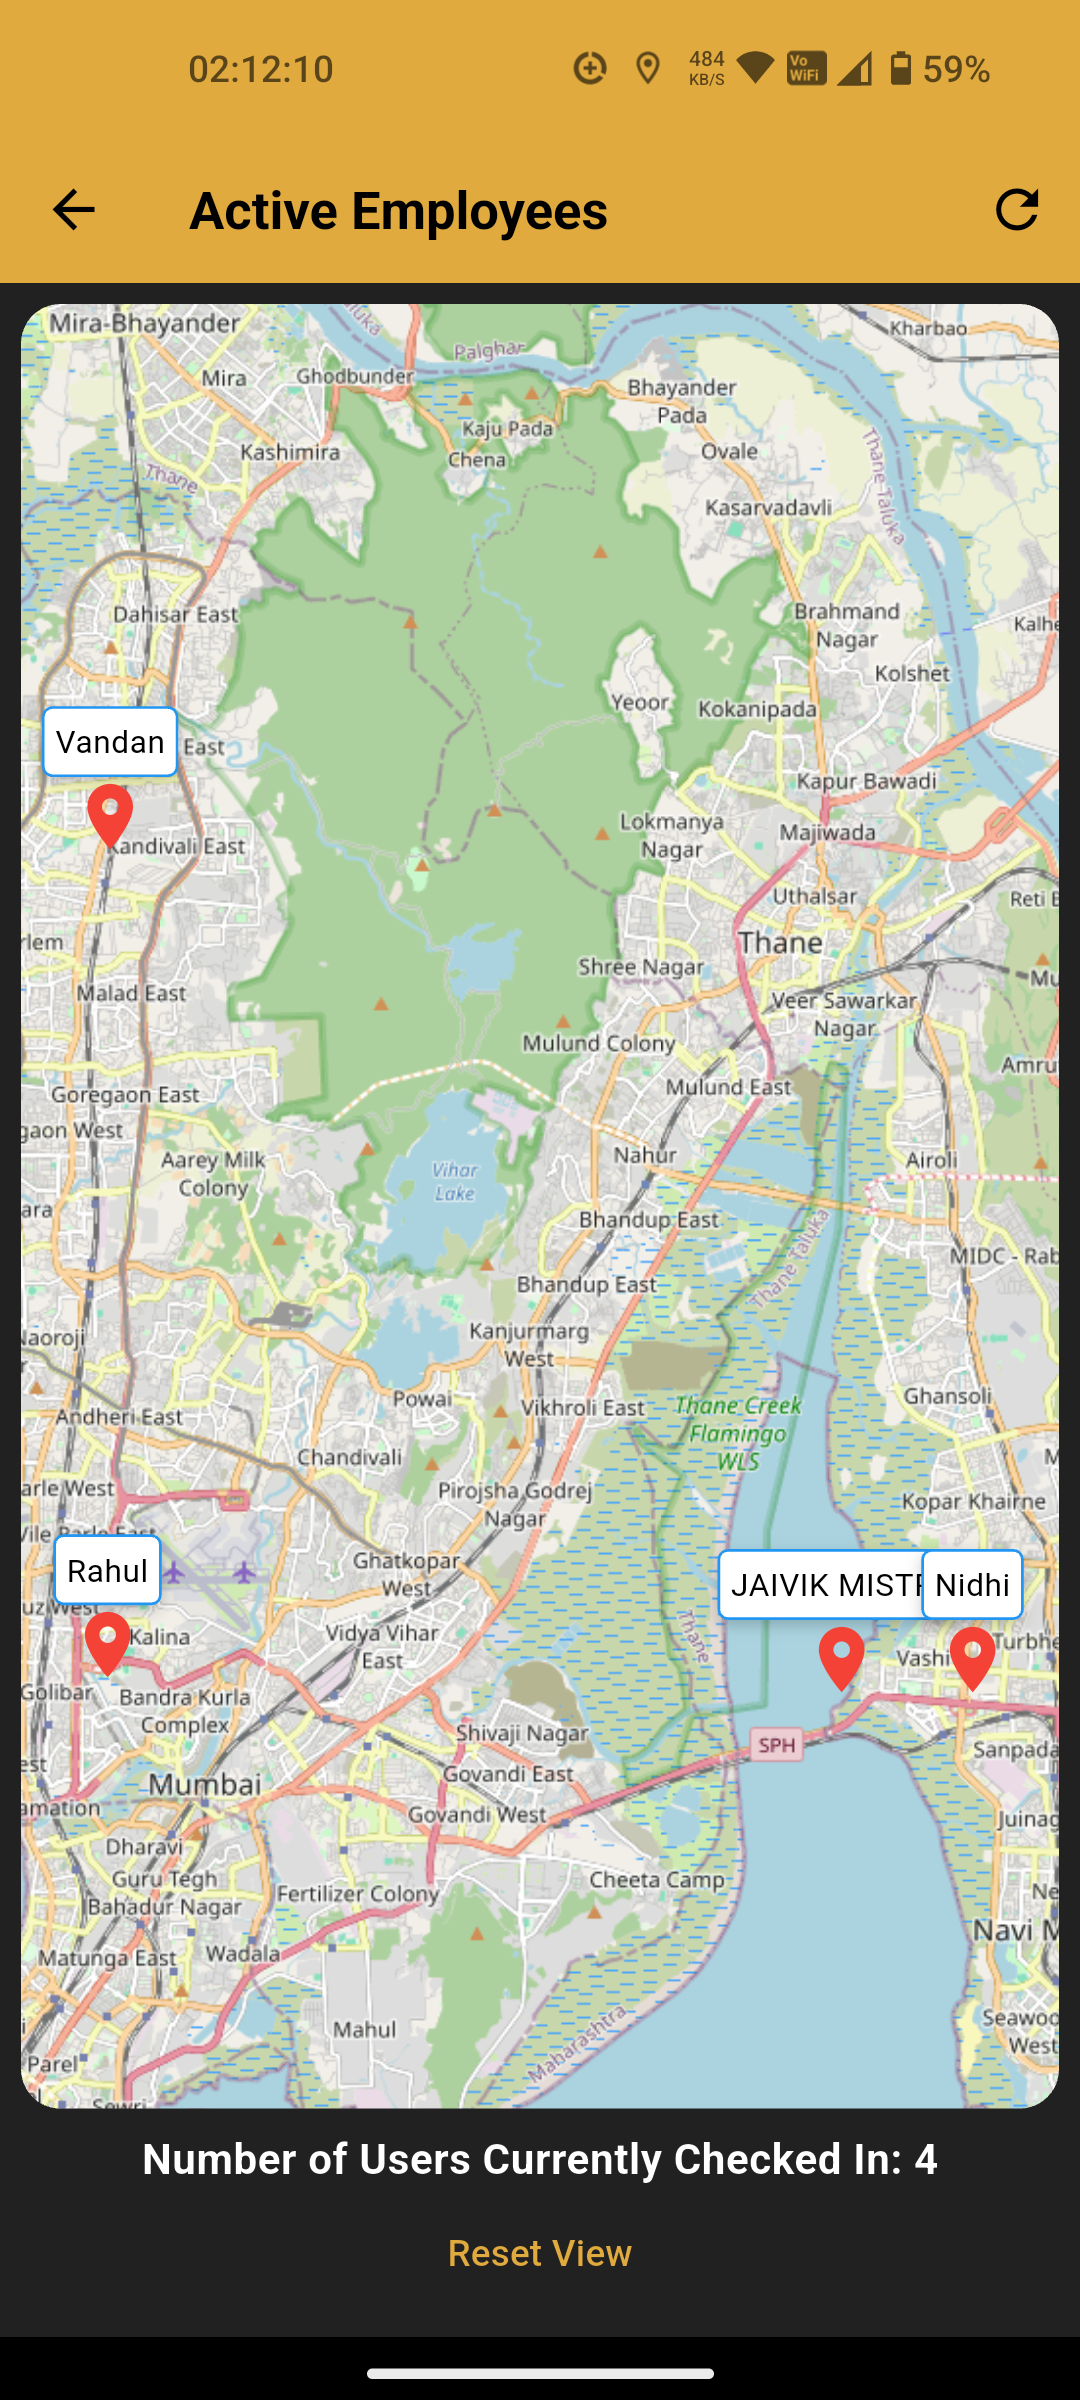 02:12:10
484
KB/S
Vo
WiFi
59%
Active Employees
Mira-Bhayander
Kharbao
Palghar
Mira
Ghodbunder
Bhayander
Pada
Kaju Pada
Kashimira
Chena
Ovale
Thane
Thane Taluka
Kasarvadavli
Dahisar East
Brahmand
Nagar
Kolshet
Yeoor
Kokanipada
Vandan
East
Kapur Bawadi
Lokmanya
Nagar
Majiwada
Kandivali East
Uthalsar
Thane
Shree Nagar
Malad East
Veer Sawarkar
Nagar
Mulund Colony
Mulund East
Goregaon East
gaon West
Nahur
Airoli
Aarey Milk
Colony
Vihar
Lake
Bhandup East
MIDC - Rab
Thane Taluka
Bhandup East
Naoroji
Kanjurmarg
West
Powai
Vikhroli East
Thane Creek
Flamingo
WLS
Ghansoli
Andheri East
Chandivali
arle West
Pirojsha Godrej
Nagar
Kopar Khairne
Vile Parle East
Ghatkopar
West
Rahul
JAIVIK MISTR
Nidhi
uz West
Kalina
Vidya Vihar
East
Thane
Vashi
Turbhe
Golibar
Bandra Kurla
Complex
Shivaji Nagar
SPH
Sanpada
Govandi East
Mumbai
amation
Govandi West
Juinag
Dharavi
Guru Tegh
Bahadur Nagar
Fertilizer Colony
Cheeta Camp
Navi M
Matunga East
Wadala
Mahul
Maharashtra
Seawoo
West
Parel
Sewri
Number of Users Currently Checked In: 4
Reset View